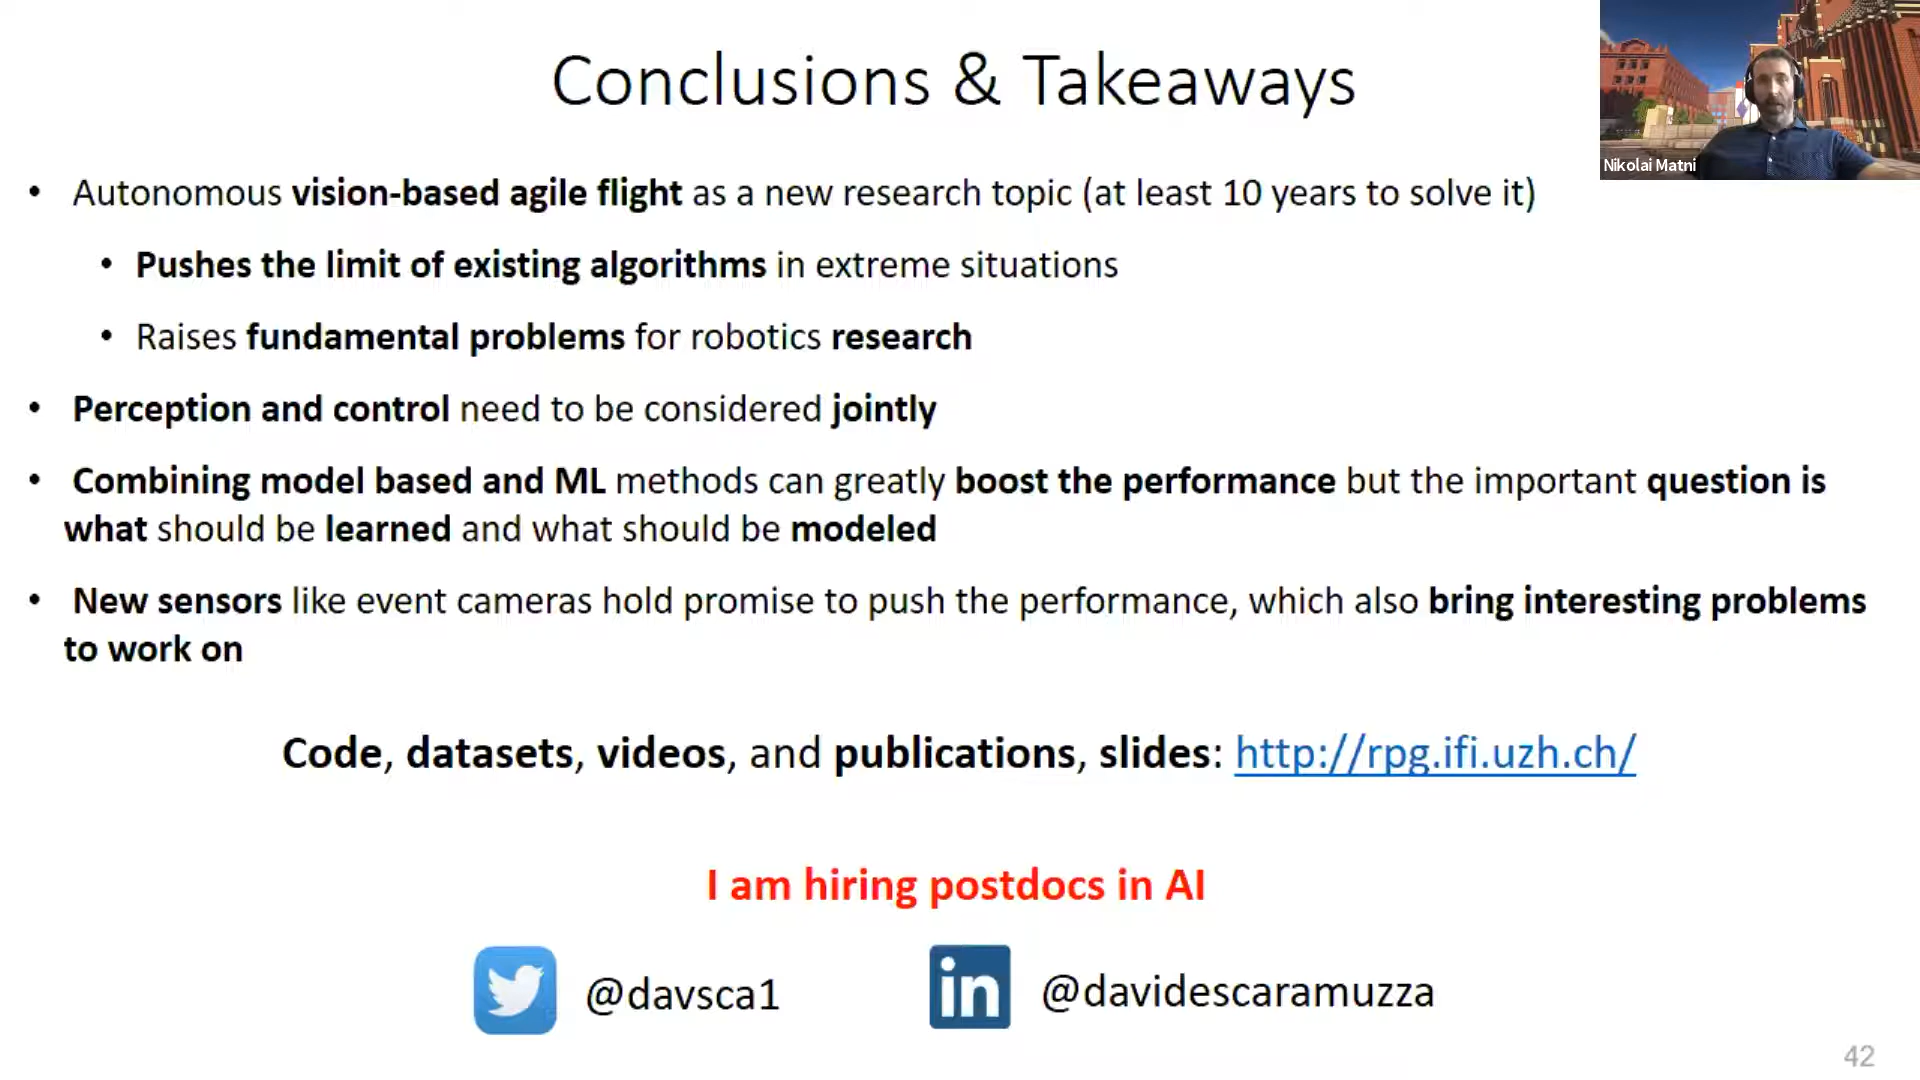 Conclusions & Takeaways
Nikolai Matni
• Autonomous vision-based agile flight as a new research topic (at least 10 years to solve it)
• Pushes the limit of existing algorithms in extreme situations
• Raises fundamental problems for robotics research
• Perception and control need to be considered jointly
• Combining model based and ML methods can greatly boost the performance but the important question is
what should be learned and what should be modeled
• New sensors like event cameras hold promise to push the performance, which also bring interesting problems
to work on
Code, datasets, videos, and publications, slides: http://rpg.ifi.uzh.ch/
I am hiring postdocs in AI
@davsca1
in @davidescaramuzza
42